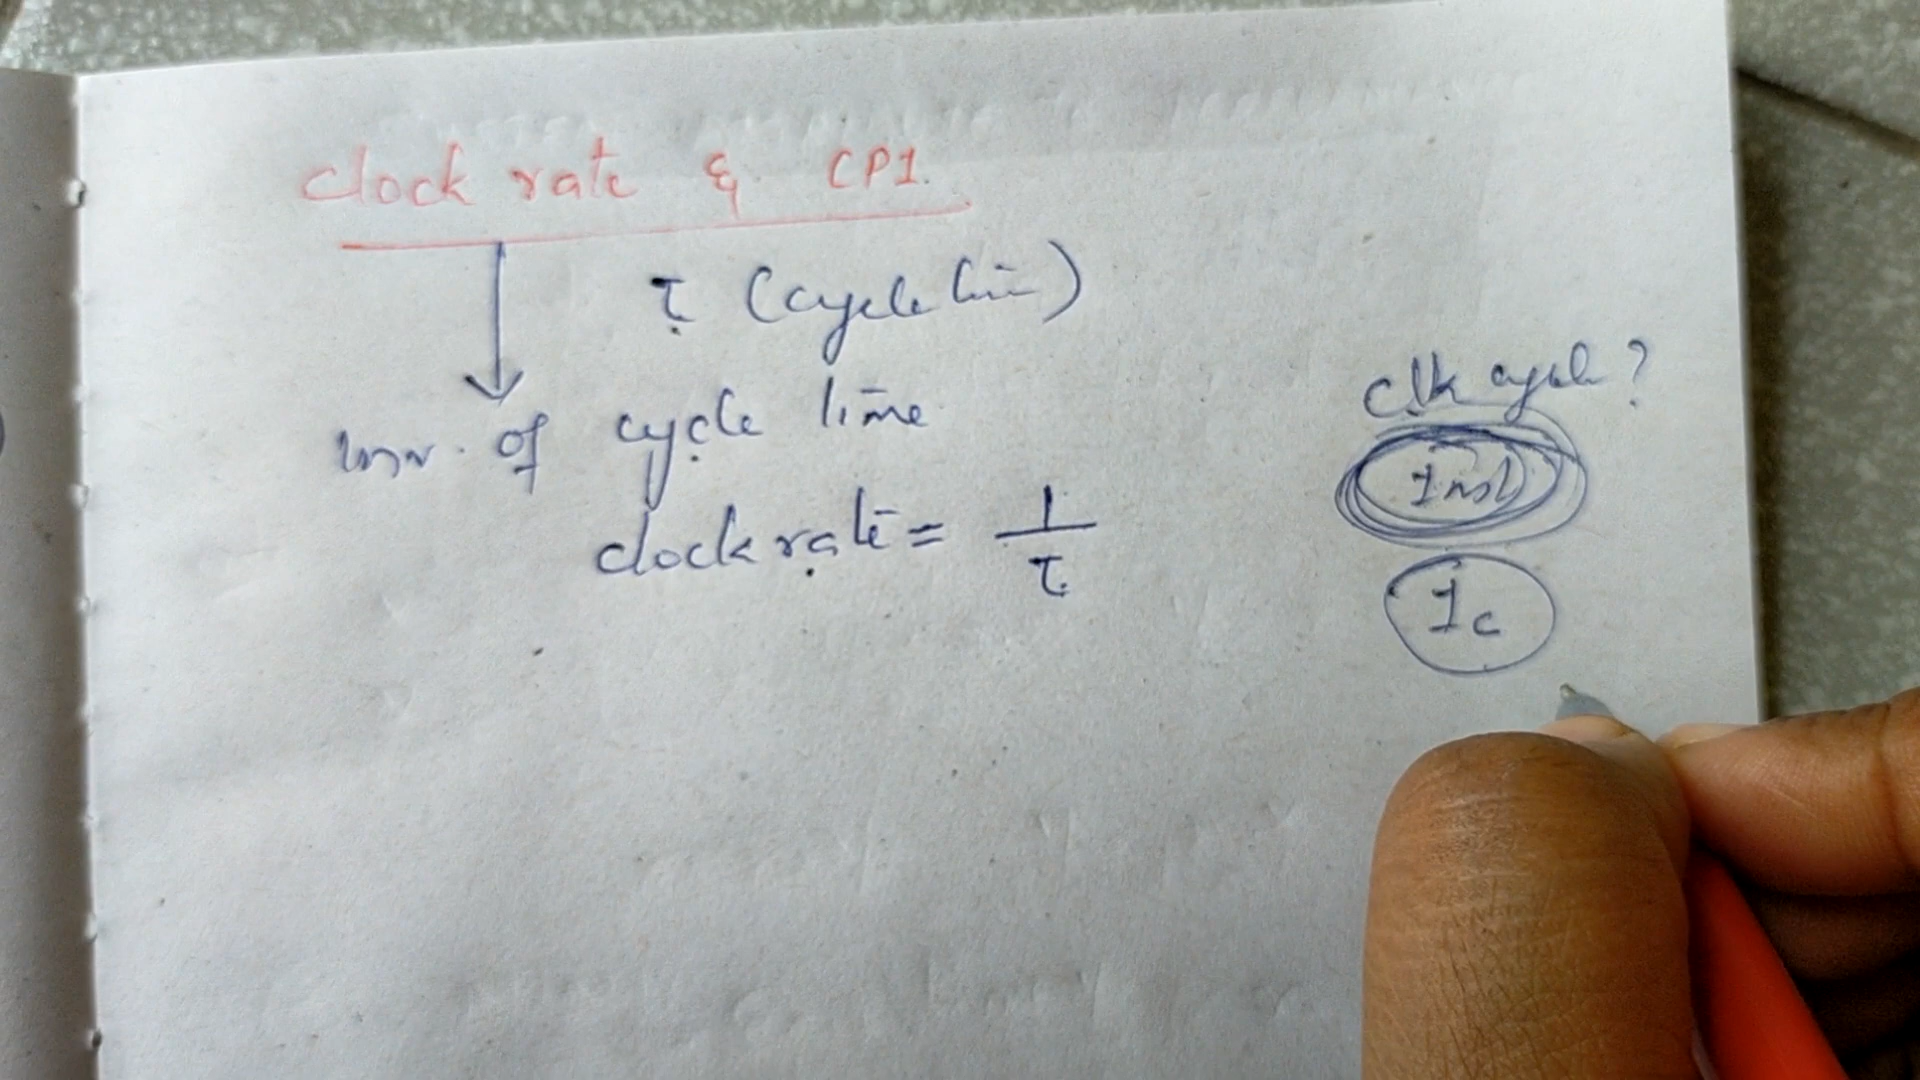 clock rate & CPI.
τ (cycle time)
inv. of cycle time
clock rate = 1/τ
clk cycle?
Inst
Ic